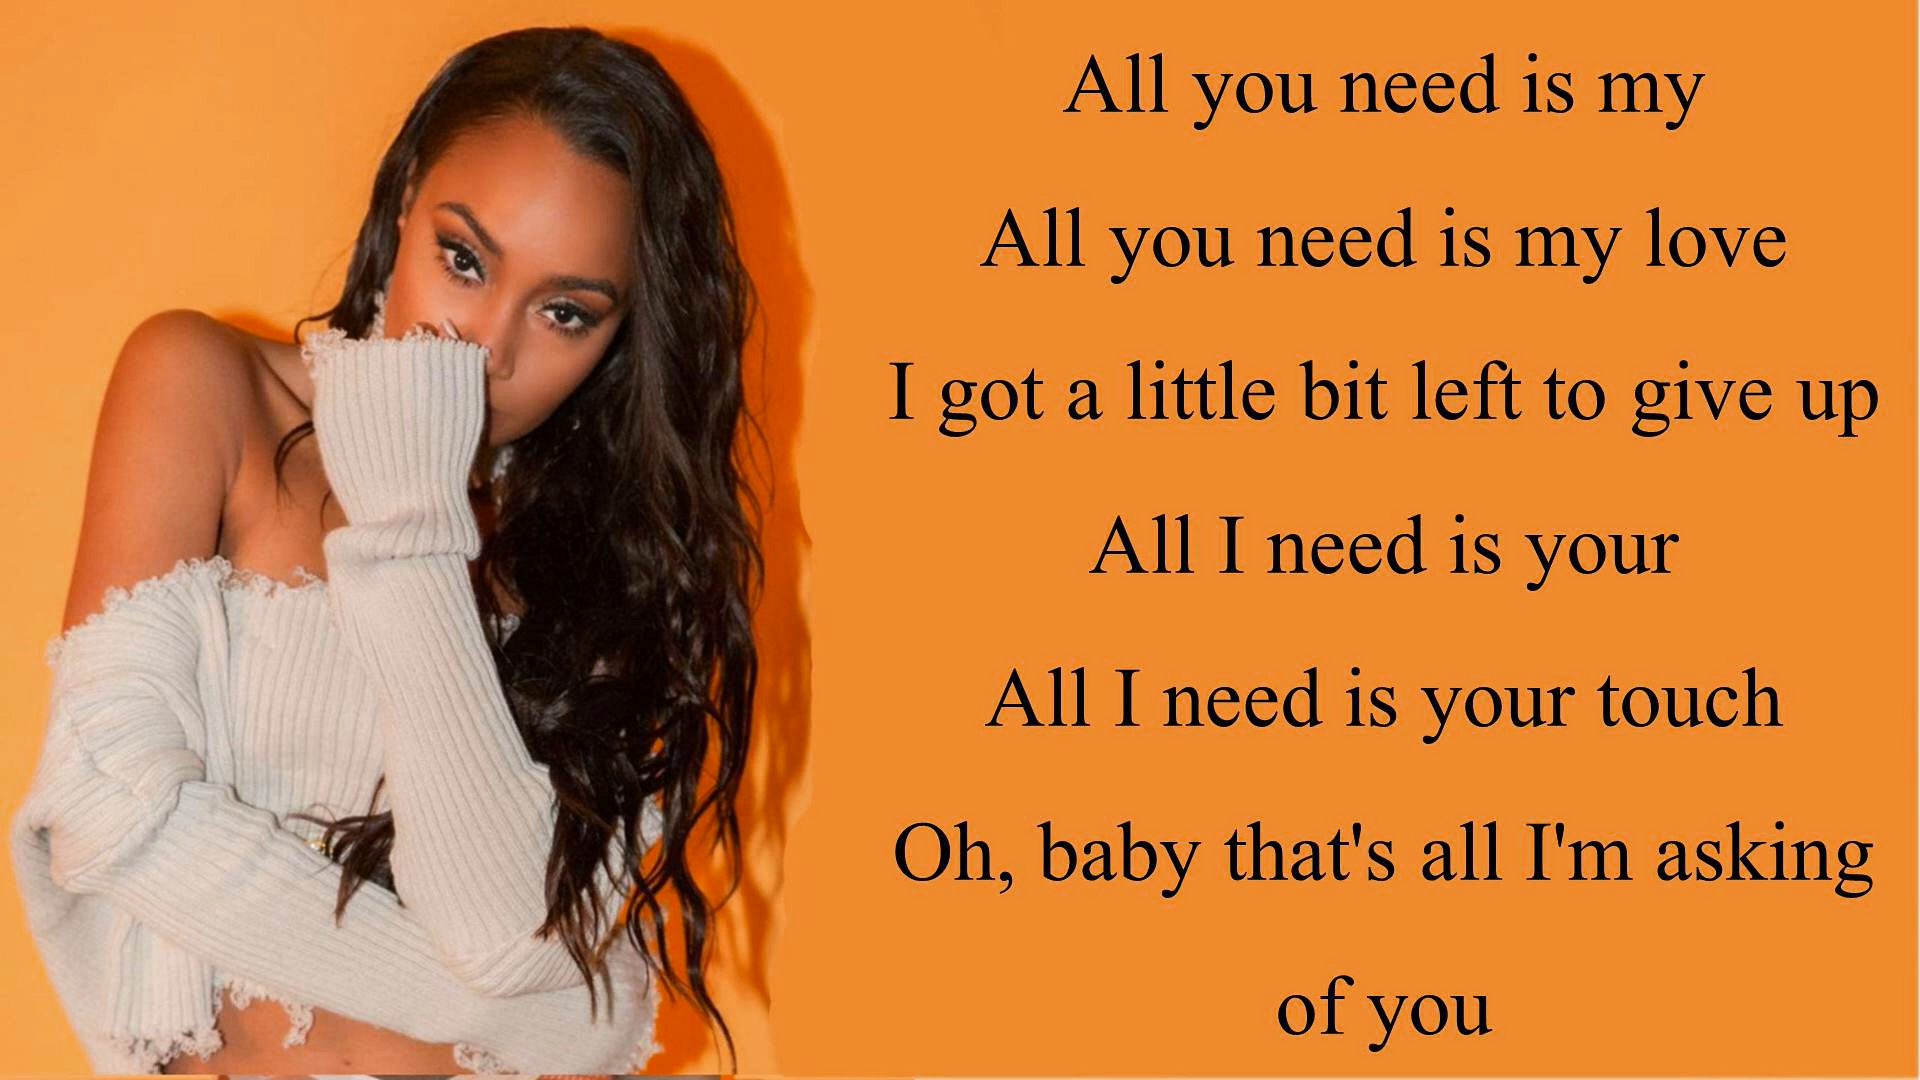 All you need is my
All you need is my love
I got a little bit left to give up
All I need is your
All I need is your touch
Oh, baby that's all I'm asking
of you